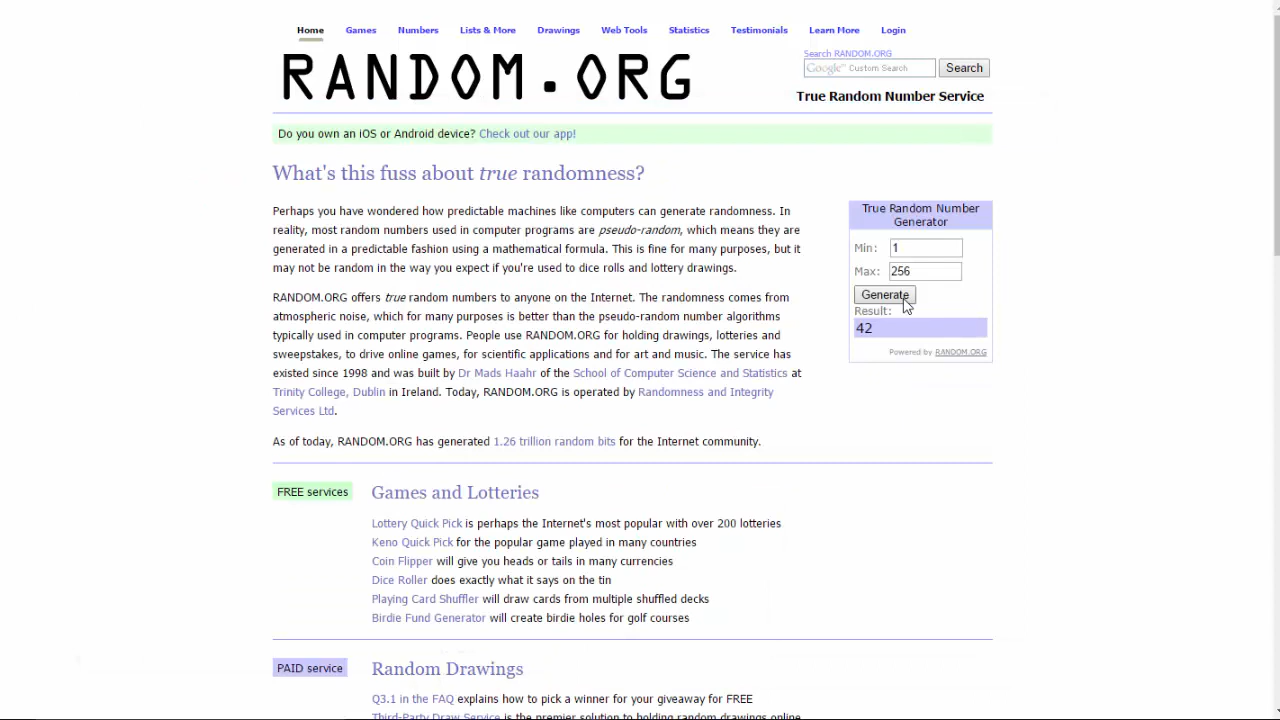 Home Games Numbers Lists & More Drawings Web Tools Statistics Testimonials Learn More Login
RANDOM.ORG
Search RANDOM.ORG
Google™ Custom Search Search
True Random Number Service
Do you own an iOS or Android device? Check out our app!
What's this fuss about true randomness?
Perhaps you have wondered how predictable machines like computers can generate randomness. In
reality, most random numbers used in computer programs are pseudo-random, which means they are
generated in a predictable fashion using a mathematical formula. This is fine for many purposes, but it
may not be random in the way you expect if you're used to dice rolls and lottery drawings.
RANDOM.ORG offers true random numbers to anyone on the Internet. The randomness comes from
atmospheric noise, which for many purposes is better than the pseudo-random number algorithms
typically used in computer programs. People use RANDOM.ORG for holding drawings, lotteries and
sweepstakes, to drive online games, for scientific applications and for art and music. The service has
existed since 1998 and was built by Dr Mads Haahr of the School of Computer Science and Statistics at
Trinity College, Dublin in Ireland. Today, RANDOM.ORG is operated by Randomness and Integrity
Services Ltd.
As of today, RANDOM.ORG has generated 1.26 trillion random bits for the Internet community.
True Random Number
Generator
Min: 1
Max: 256
Generate
Result:
42
Powered by RANDOM.ORG
FREE services
Games and Lotteries
Lottery Quick Pick is perhaps the Internet's most popular with over 200 lotteries
Keno Quick Pick for the popular game played in many countries
Coin Flipper will give you heads or tails in many currencies
Dice Roller does exactly what it says on the tin
Playing Card Shuffler will draw cards from multiple shuffled decks
Birdie Fund Generator will create birdie holes for golf courses
PAID service
Random Drawings
Q3.1 in the FAQ explains how to pick a winner for your giveaway for FREE
Third-Party Draw Service is the premier solution to holding random drawings online